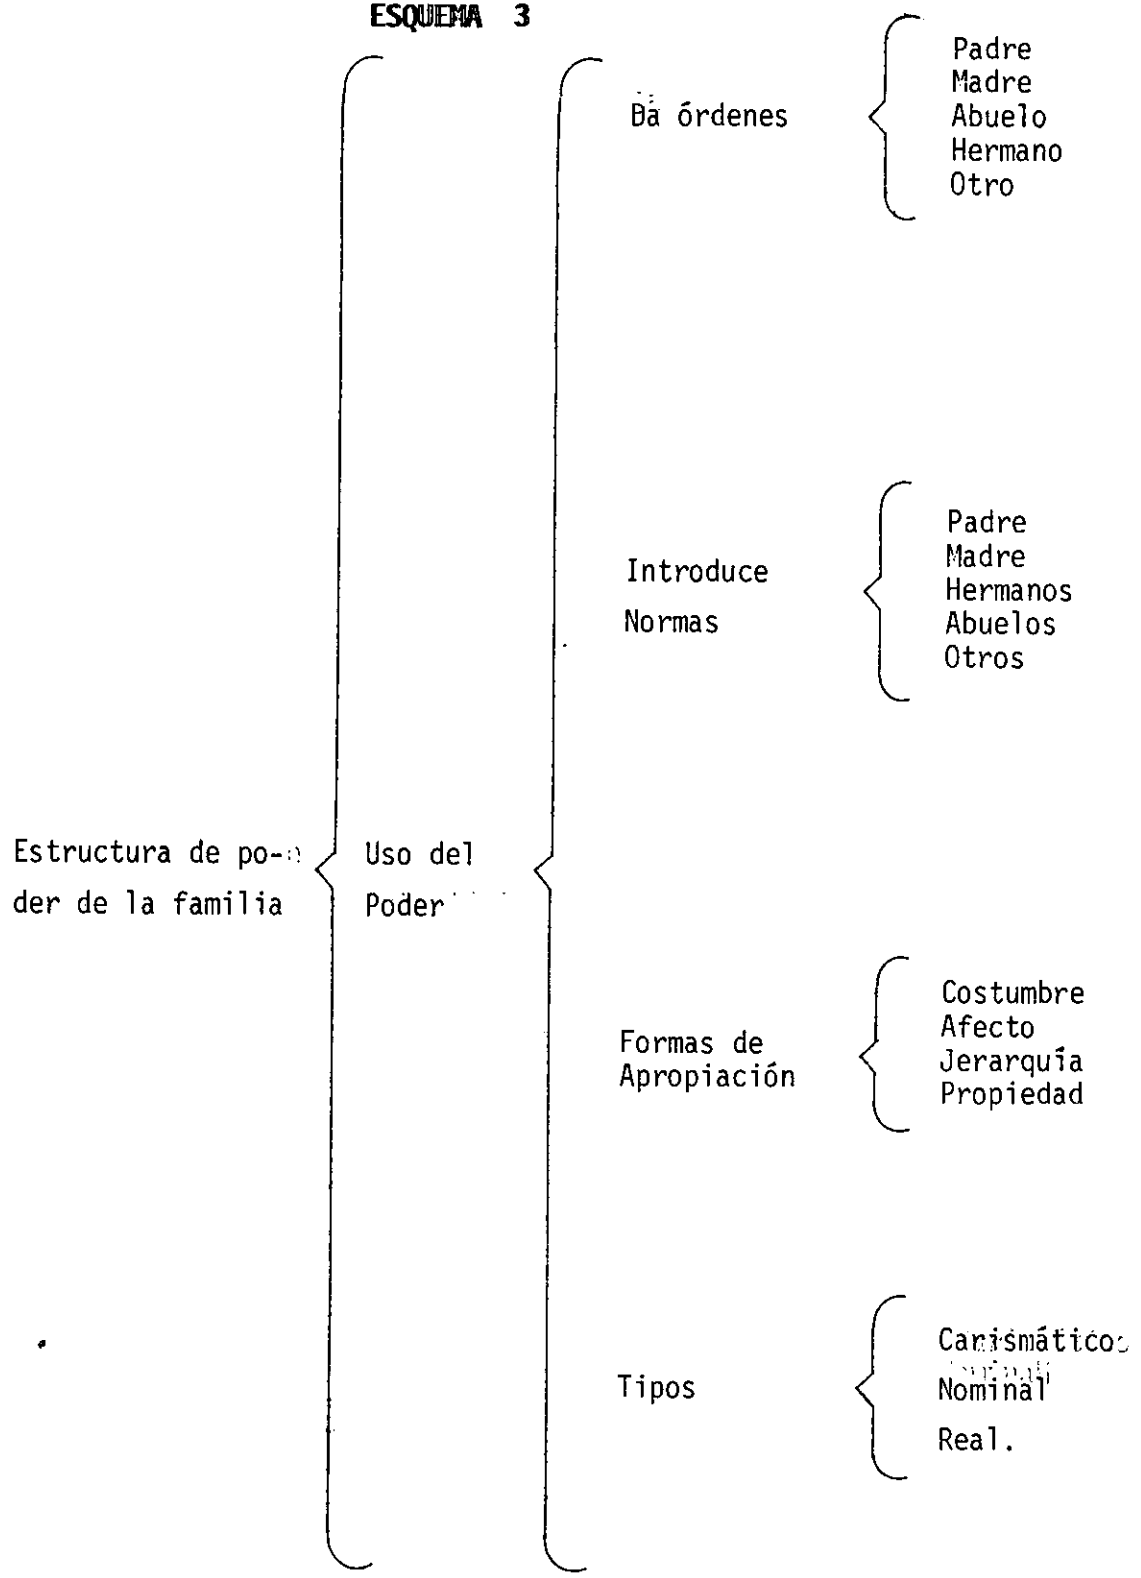 ESQUEMA 3
Estructura de po-
der de la familia
Uso del
Poder
Dá órdenes
Padre
Madre
Abuelo
Hermano
Otro
Introduce
Normas
Padre
Madre
Hermanos
Abuelos
Otros
Formas de
Apropiación
Costumbre
Afecto
Jerarquía
Propiedad
Tipos
Carismático
Nominal
Real.